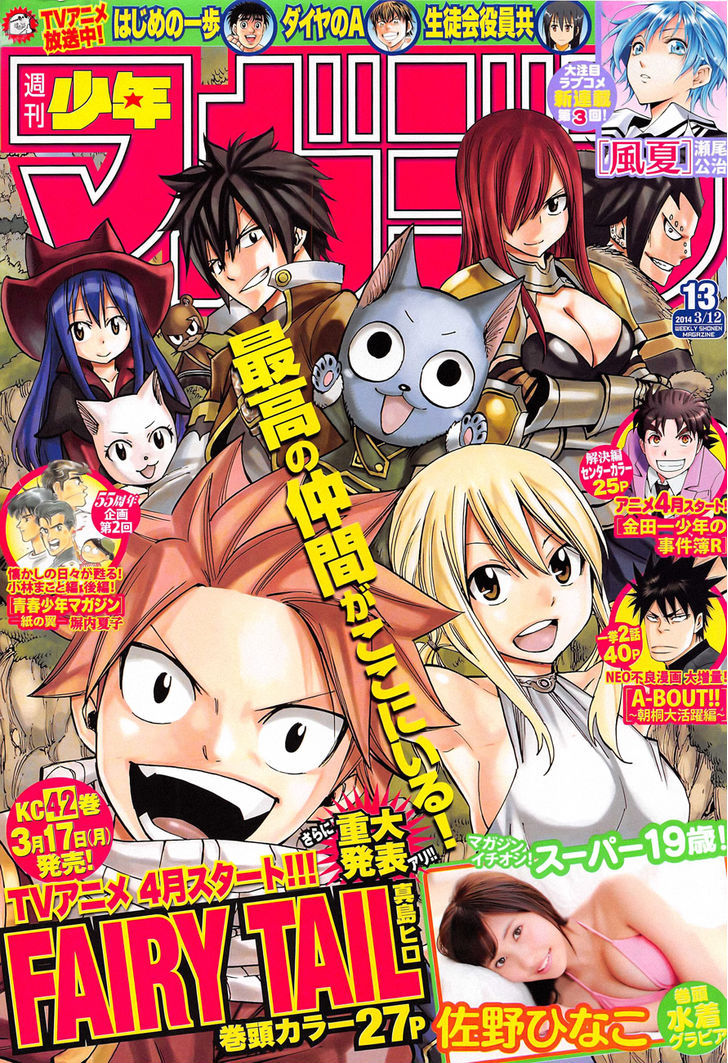 TVアニメ
放送中!
はじめの一歩
ダイヤのA
生徒会役員共
週刊
少年
マガジン
大注目
ラブコメ
新連載
第3回!
[風夏]
瀬尾
公治
13
2014 3/12
WEEKLY SHONEN
MAGAZINE
最高の仲間がここにいる!
解決編
センターカラー
25P
アニメ4月スタート!
[金田一少年の
事件簿R]
55周年
企画
第2回
懐かしの日々が甦る!
小林まこと編・後編!
[青春少年マガジン]
―紙の翼― 塀内夏子
一挙2話
40P
NEO不良漫画 大増量!
[A-BOUT!!
~朝桐大活躍編~]
KC42巻
3月17日(月)
発売!
さらに
重大
発表
アリ!!
TVアニメ 4月スタート!!!
FAIRY TAIL
真島ヒロ
巻頭カラー27P
マガジン
イチオシ!
スーパー19歳!
佐野ひなこ
巻頭
水着
グラビア